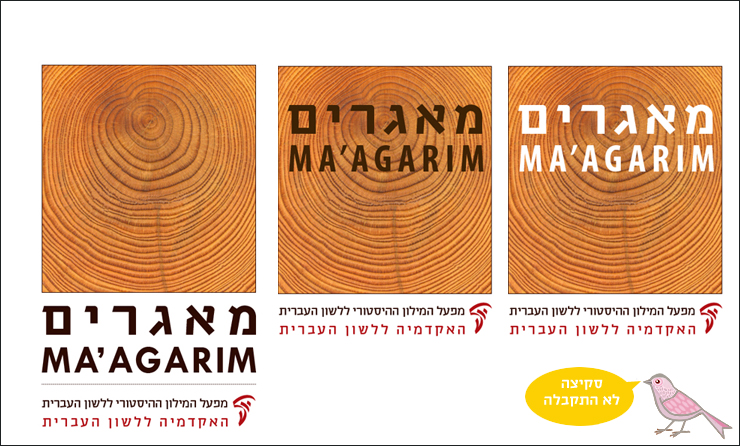 מאגרים
MA'AGARIM
מפעל המילון ההיסטורי ללשון העברית
האקדמיה ללשון העברית
מאגרים
MA'AGARIM
מפעל המילון ההיסטורי ללשון העברית
האקדמיה ללשון העברית
מאגרים
MA'AGARIM
מפעל המילון ההיסטורי ללשון העברית
האקדמיה ללשון העברית
סקיצה
לא התקבלה